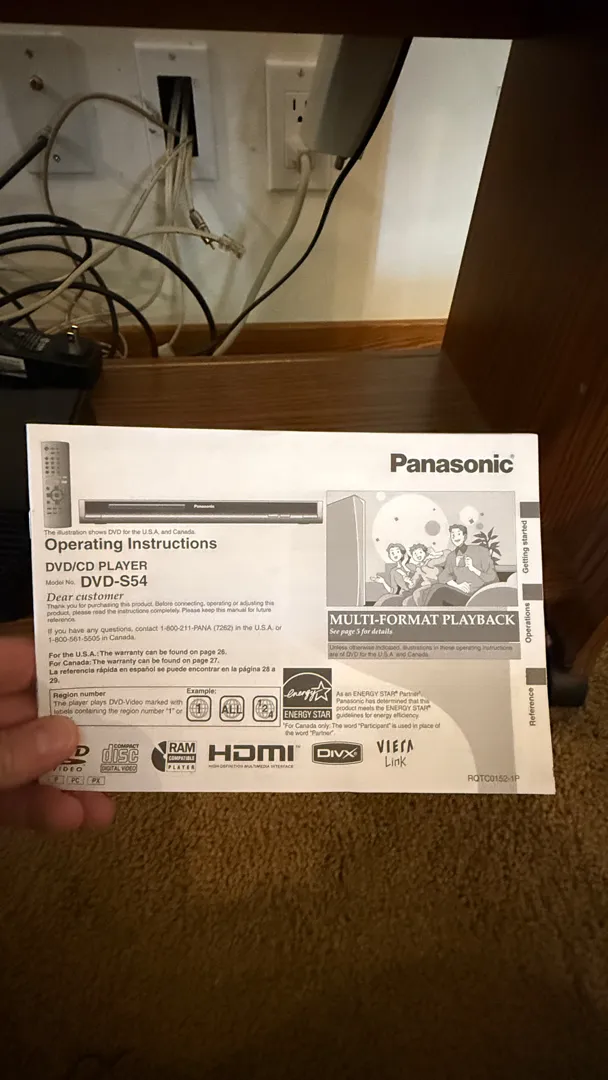 Panasonic
Panasonic
The illustration shows DVD for the U.S.A. and Canada.
Operating Instructions
DVD/CD PLAYER
Model No. DVD-S54
Dear customer
Thank you for purchasing this product. Before connecting, operating or adjusting this
product, please read the instructions completely. Please keep this manual for future
reference.
If you have any questions, contact 1-800-211-PANA (7262) in the U.S.A. or
1-800-561-5505 in Canada.
For the U.S.A.:The warranty can be found on page 26.
For Canada:The warranty can be found on page 27.
La referencia rápida en español se puede encontrar en la página 28 a
29.
Region number
The player plays DVD-Video marked with
labels containing the region number "1" or
Example:
1
ALL
1 2 4
MULTI-FORMAT PLAYBACK
See page 5 for details.
Unless otherwise indicated, illustrations in these operating instructions
are of DVD for the U.S.A. and Canada.
energy
ENERGY STAR
As an ENERGY STAR® Partner*,
Panasonic has determined that this
product meets the ENERGY STAR®
guidelines for energy efficiency.
*For Canada only: The word "Participant" is used in place of
the word "Partner".
VIDEO
COMPACT
disc
DIGITAL VIDEO
RAM
COMPATIBLE
PLAYER
HDMI™
HIGH-DEFINITION MULTIMEDIA INTERFACE
DIVX
VIERA
Link
P PC PX
RQTC0152-1P
Getting started
Operations
Reference